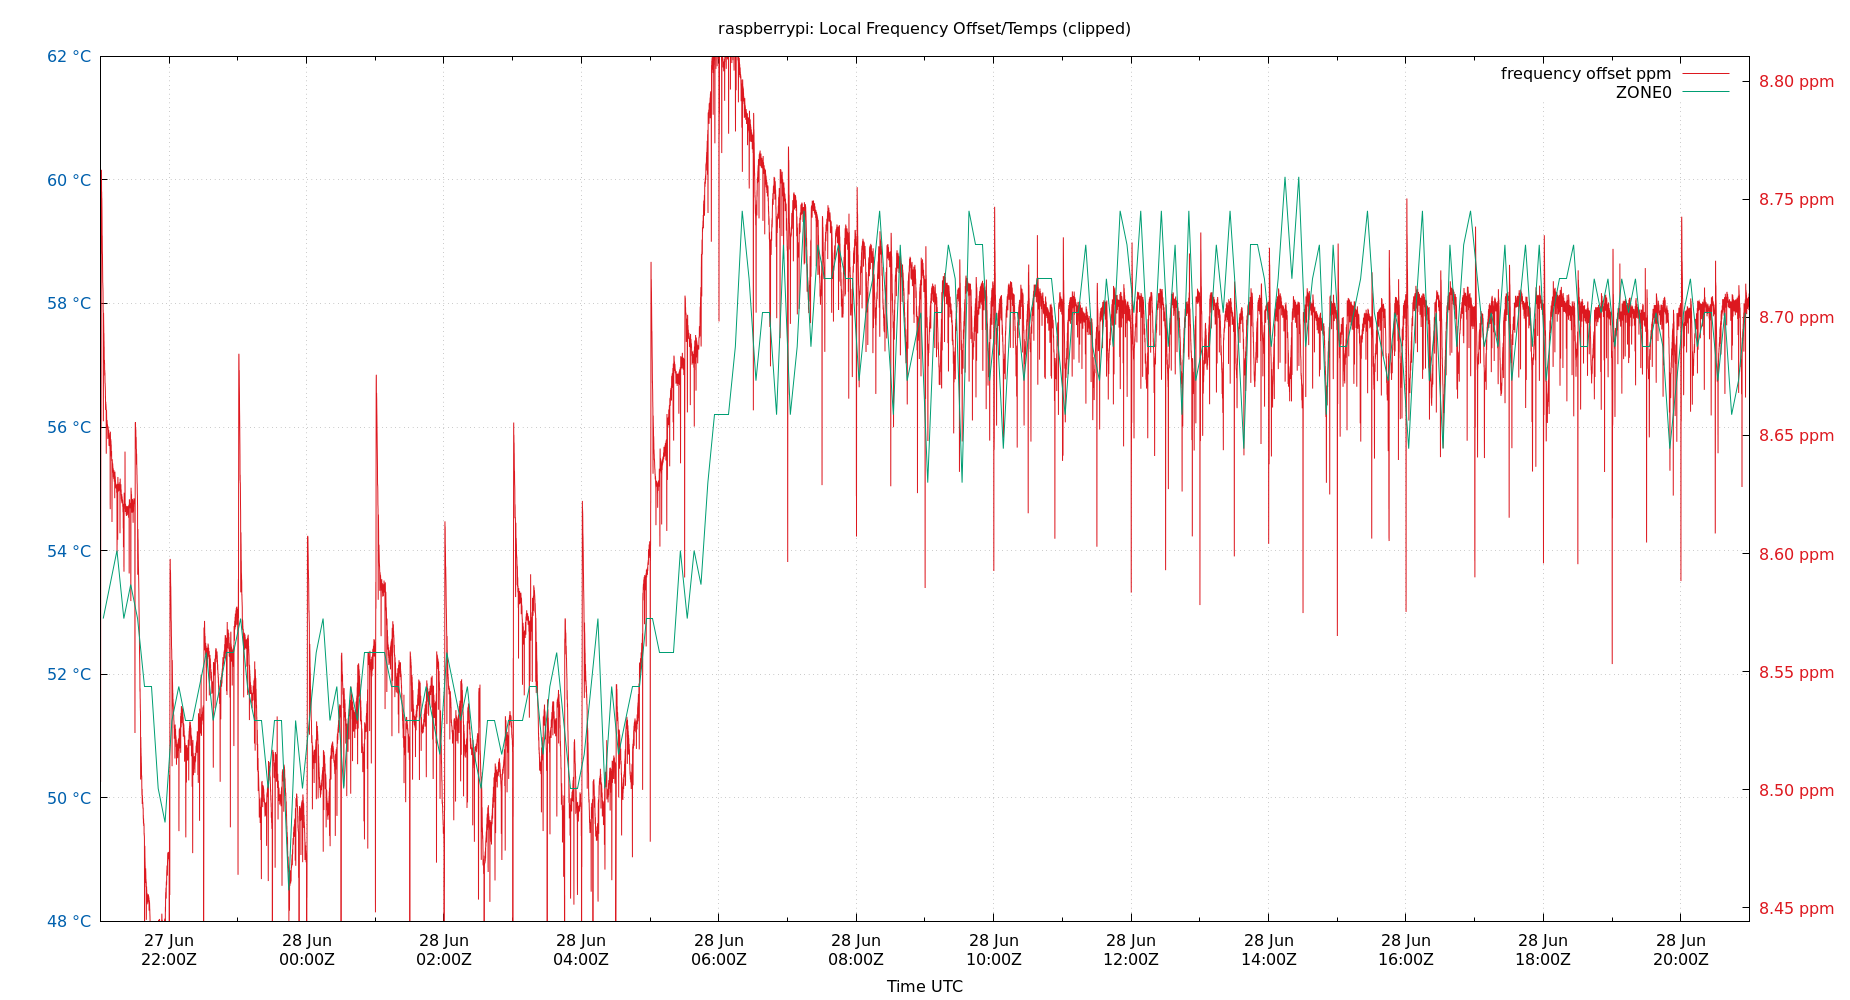 raspberrypi: Local Frequency Offset/Temps (clipped)
62 °C
60 °C
58 °C
56 °C
54 °C
52 °C
50 °C
48 °C
frequency offset ppm
ZONE0
8.80 ppm
8.75 ppm
8.70 ppm
8.65 ppm
8.60 ppm
8.55 ppm
8.50 ppm
8.45 ppm
27 Jun 28 Jun 28 Jun 28 Jun 28 Jun 28 Jun 28 Jun 28 Jun 28 Jun 28 Jun 28 Jun 28 Jun
22:00Z 00:00Z 02:00Z 04:00Z 06:00Z 08:00Z 10:00Z 12:00Z 14:00Z 16:00Z 18:00Z 20:00Z
Time UTC